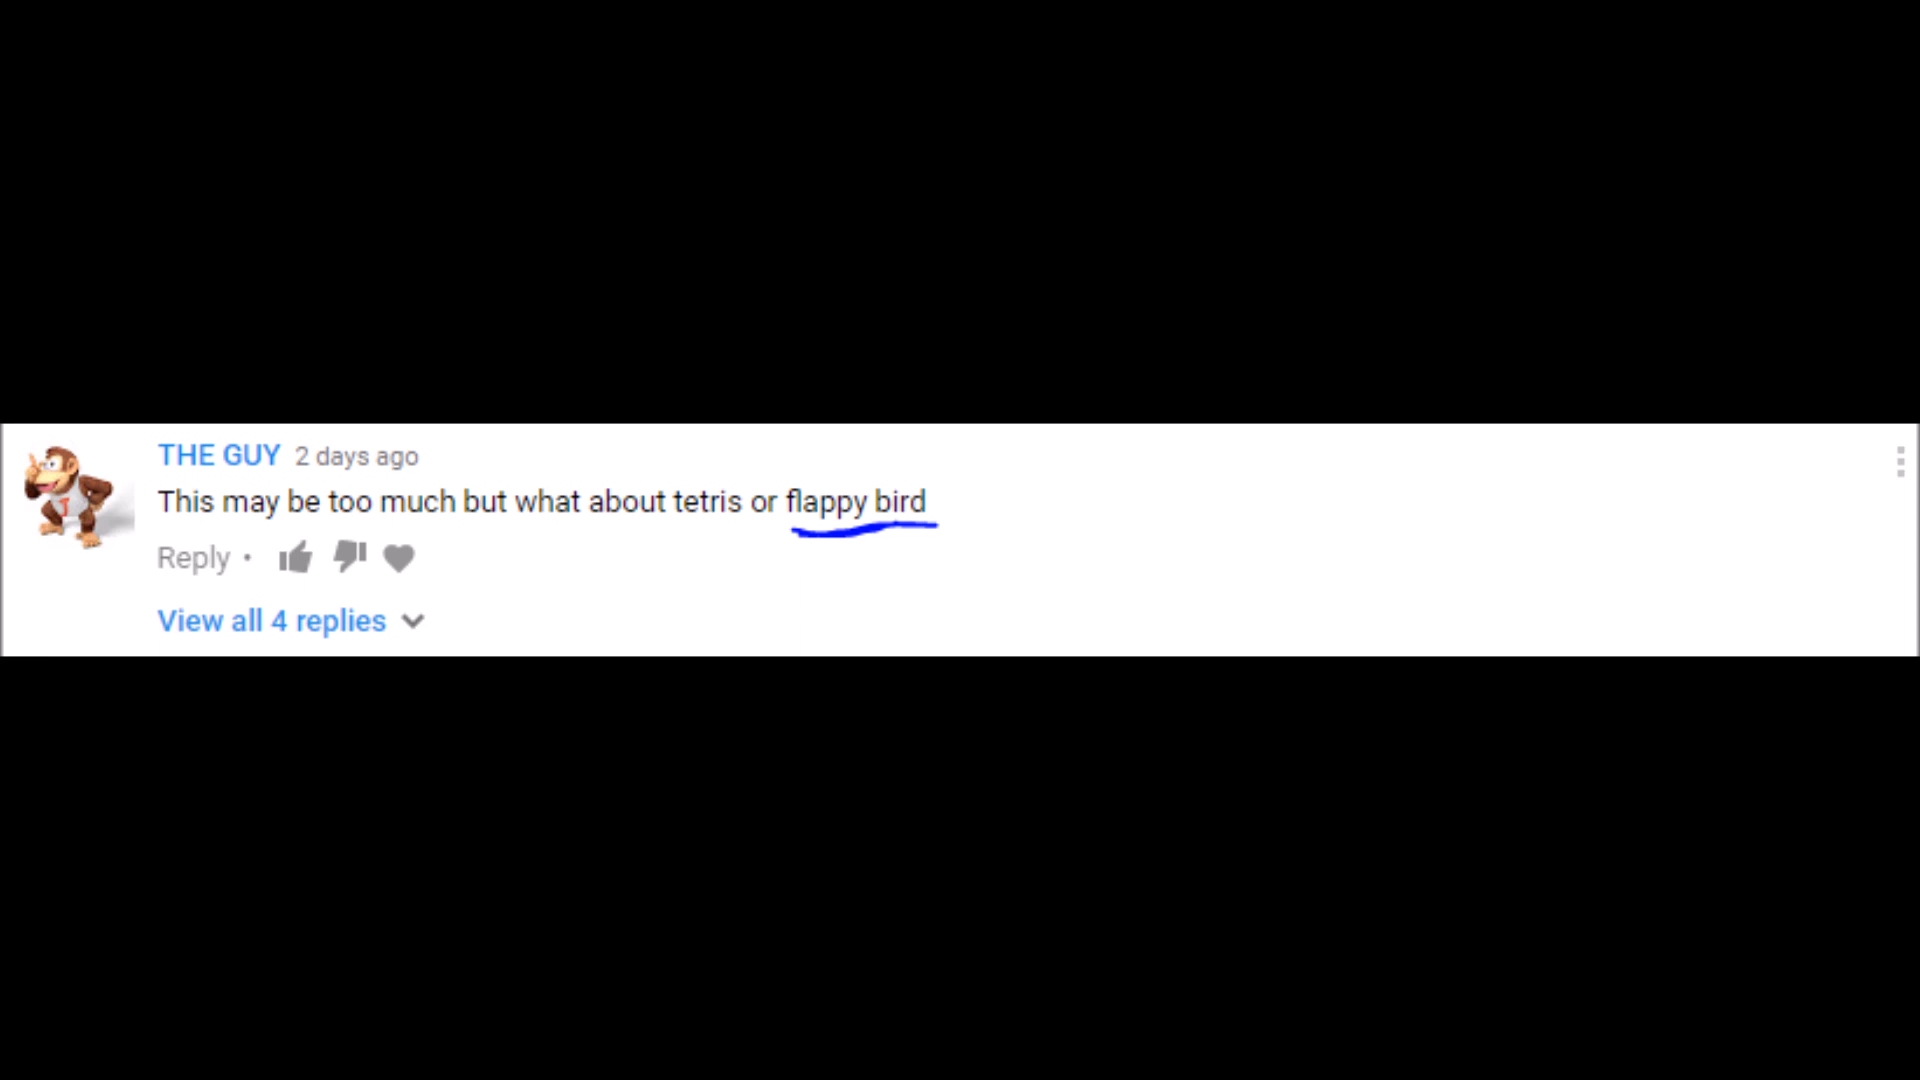 THE GUY 2 days ago
This may be too much but what about tetris or flappy bird
Reply •
View all 4 replies